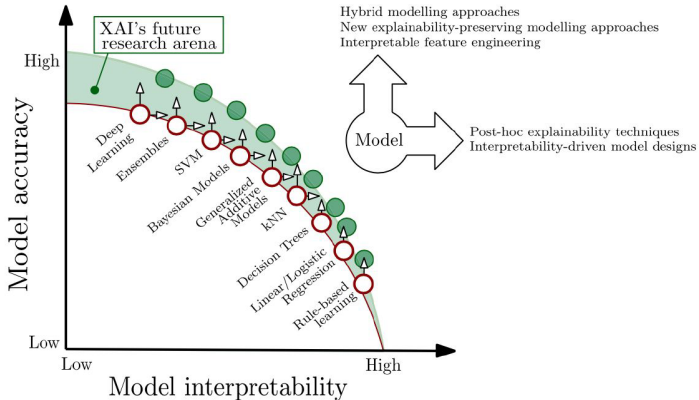 Hybrid modelling approaches
New explainability-preserving modelling approaches
Interpretable feature engineering
XAI's future
research arena
High
Model accuracy
Low
Deep
Learning
Ensembles
SVM
Bayesian Models
Generalized
Additive
Models
kNN
Decision Trees
Linear/Logistic
Regression
Rule-based
learning
Model
Post-hoc explainability techniques
Interpretability-driven model designs
Low
High
Model interpretability